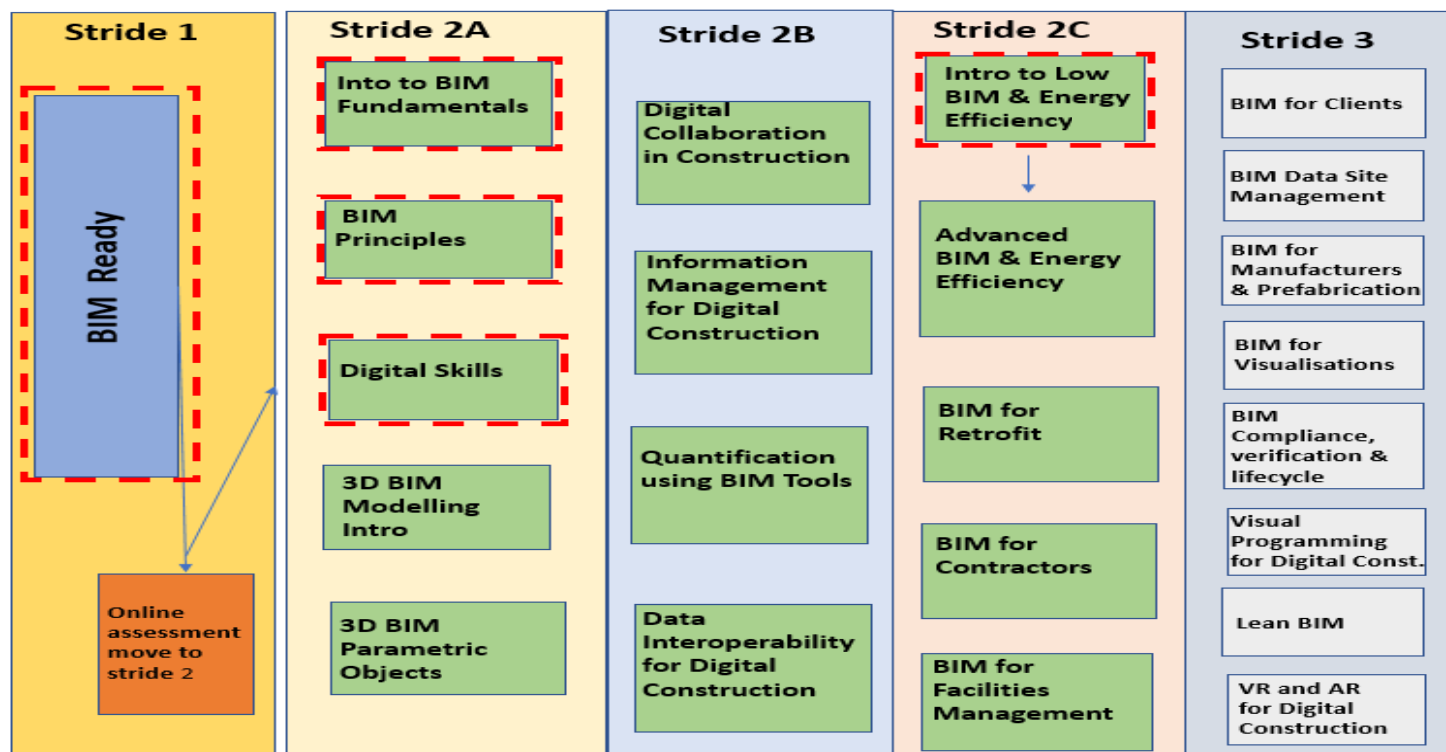 Stride 1
BIM Ready
Online
assessment
move to
stride 2
Stride 2A
Into to BIM
Fundamentals
BIM
Principles
Digital Skills
3D BIM
Modelling
Intro
3D BIM
Parametric
Objects
Stride 2B
Digital
Collaboration
in Construction
Information
Management
for Digital
Construction
Quantification
using BIM Tools
Data
Interoperability
for Digital
Construction
Stride 2C
Intro to Low
BIM & Energy
Efficiency
Advanced
BIM & Energy
Efficiency
BIM for
Retrofit
BIM for
Contractors
BIM for
Facilities
Management
Stride 3
BIM for Clients
BIM Data Site
Management
BIM for
Manufacturers
& Prefabrication
BIM for
Visualisations
BIM
Compliance,
verification &
lifecycle
Visual
Programming
for Digital Const.
Lean BIM
VR and AR
for Digital
Construction